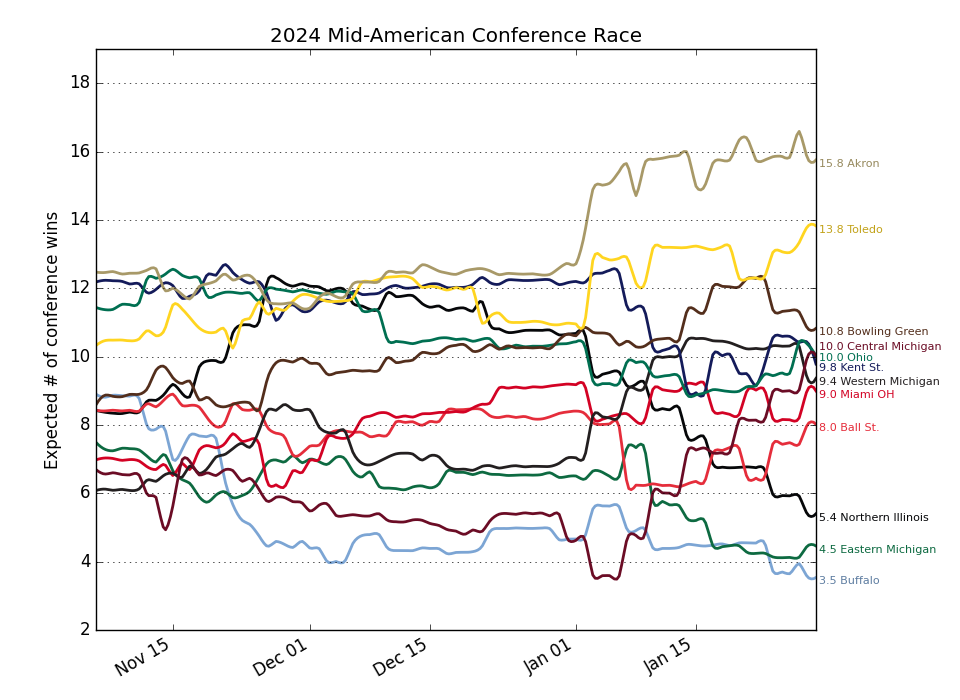 2024 Mid-American Conference Race
Expected # of conference wins
18
16
14
12
10
8
6
4
2
Nov 15
Dec 01
Dec 15
Jan 01
Jan 15
15.8 Akron
13.8 Toledo
10.8 Bowling Green
10.0 Central Michigan
10.0 Ohio
9.8 Kent St.
9.4 Western Michigan
9.0 Miami OH
8.0 Ball St.
5.4 Northern Illinois
4.5 Eastern Michigan
3.5 Buffalo